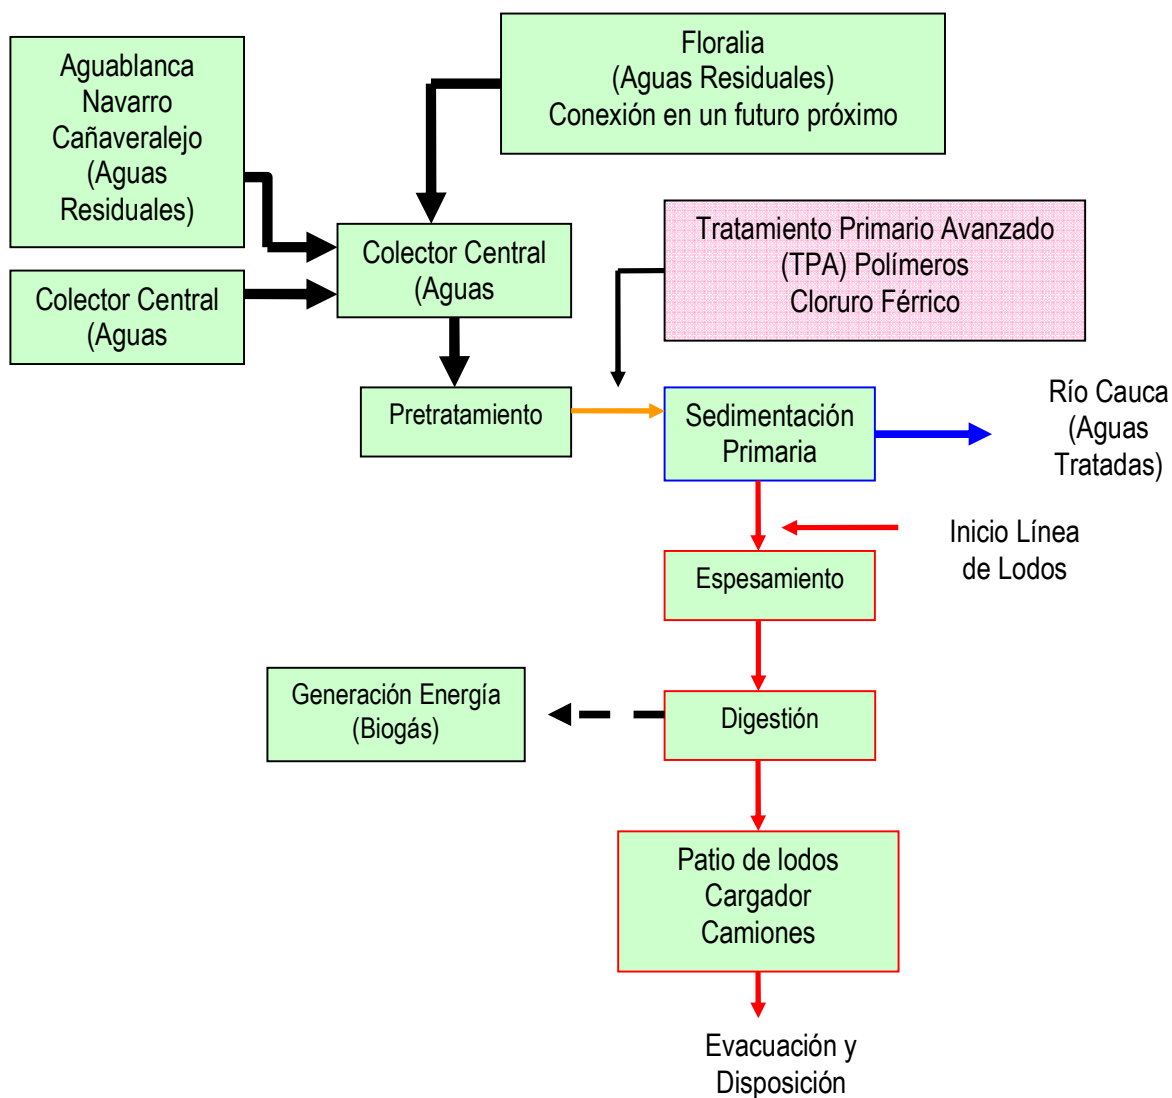 Aguablanca
Navarro
Cañaveralejo
(Aguas
Residuales)
Floralia
(Aguas Residuales)
Conexión en un futuro próximo
Colector Central
(Aguas
Colector Central
(Aguas
Tratamiento Primario Avanzado
(TPA) Polímeros
Cloruro Férrico
Pretratamiento
Sedimentación
Primaria
Río Cauca
(Aguas
Tratadas)
Inicio Línea
de Lodos
Espesamiento
Generación Energía
(Biogás)
Digestión
Patio de lodos
Cargador
Camiones
Evacuación y
Disposición